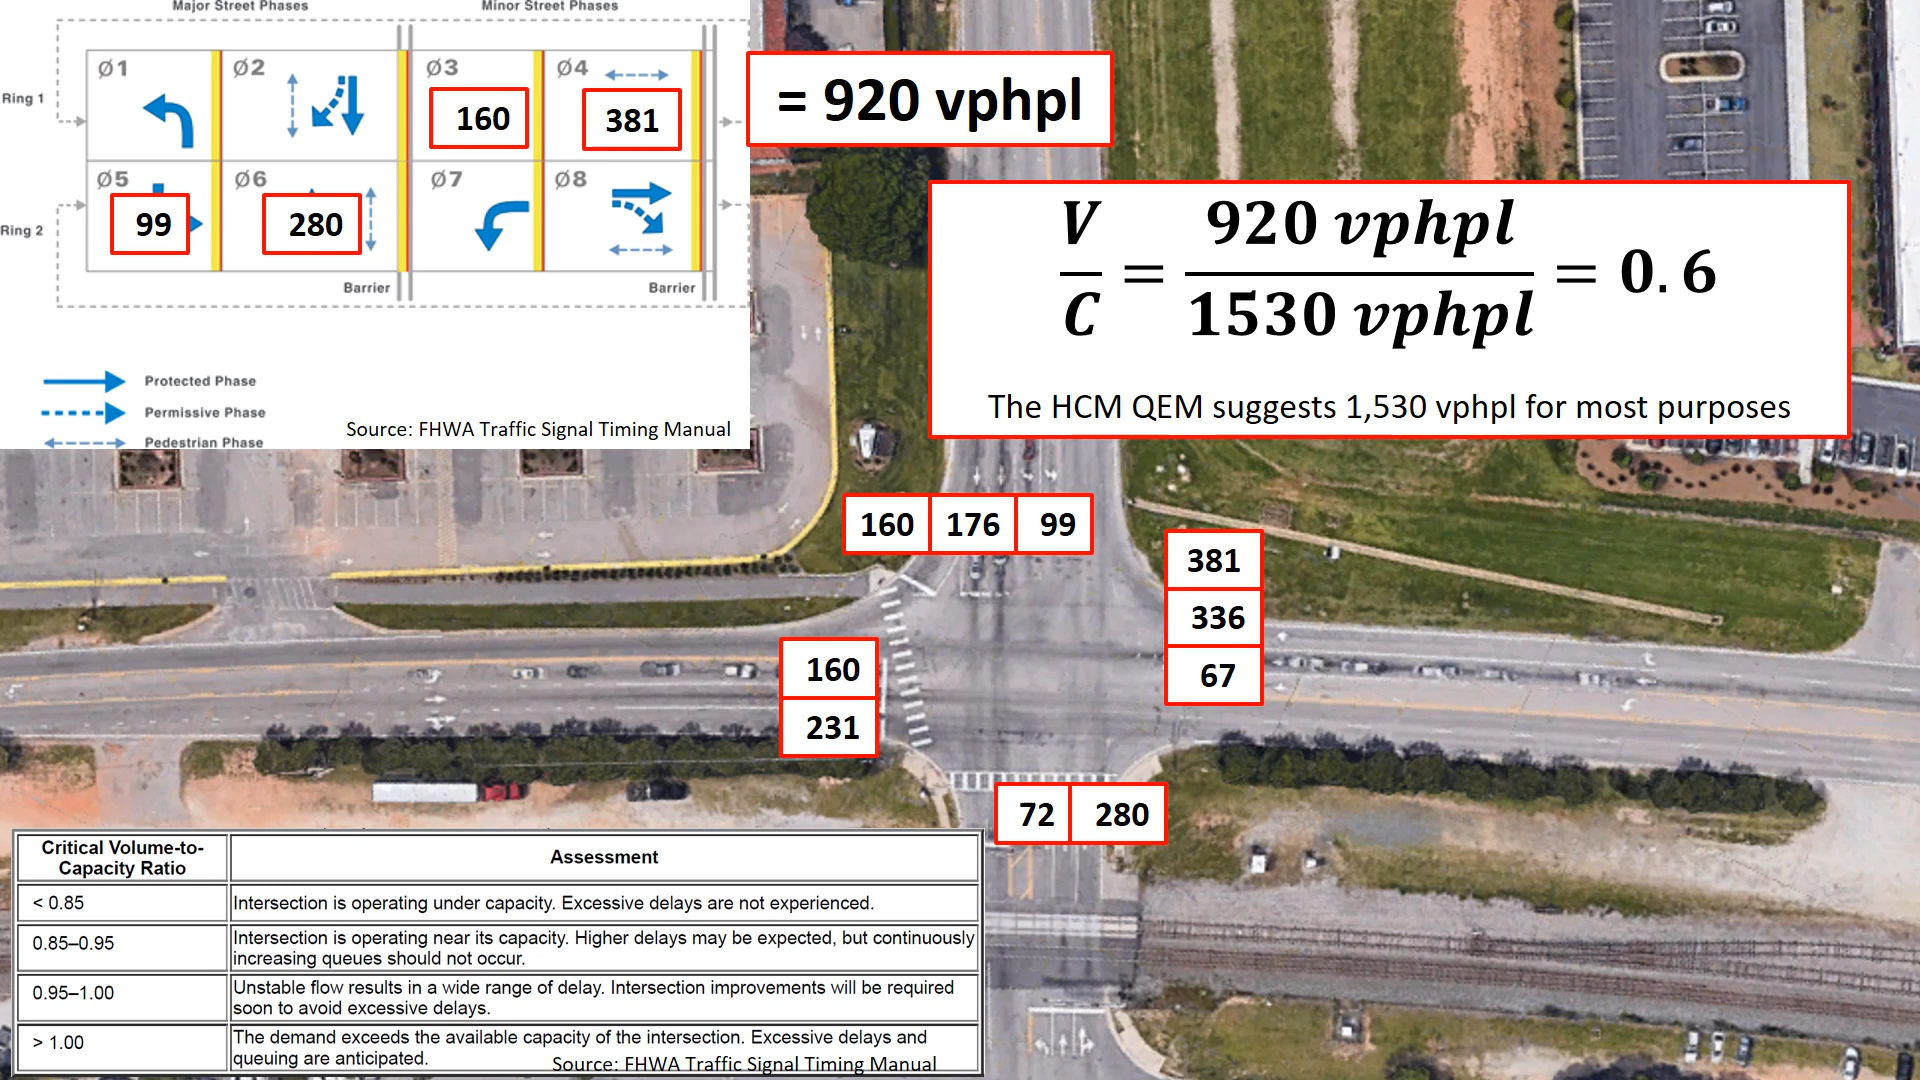 Major Street Phases
Minor Street Phases
Ø1
Ø2
Ø3
Ø4
Ring 1
160
381
= 920 vphpl
Ø5
Ø6
Ø7
Ø8
Ring 2
99
280
Barrier
Barrier
V/C = 920 vphpl/1530 vphpl = 0.6
The HCM QEM suggests 1,530 vphpl for most purposes
Protected Phase
Permissive Phase
Pedestrian Phase
Source: FHWA Traffic Signal Timing Manual
160 176 99
381
336
67
160
231
72 280
Critical Volume-to-
Capacity Ratio
Assessment
< 0.85
Intersection is operating under capacity. Excessive delays are not experienced.
0.85–0.95
Intersection is operating near its capacity. Higher delays may be expected, but continuously
increasing queues should not occur.
0.95–1.00
Unstable flow results in a wide range of delay. Intersection improvements will be required
soon to avoid excessive delays.
> 1.00
The demand exceeds the available capacity of the intersection. Excessive delays and
queuing are anticipated.
Source: FHWA Traffic Signal Timing Manual